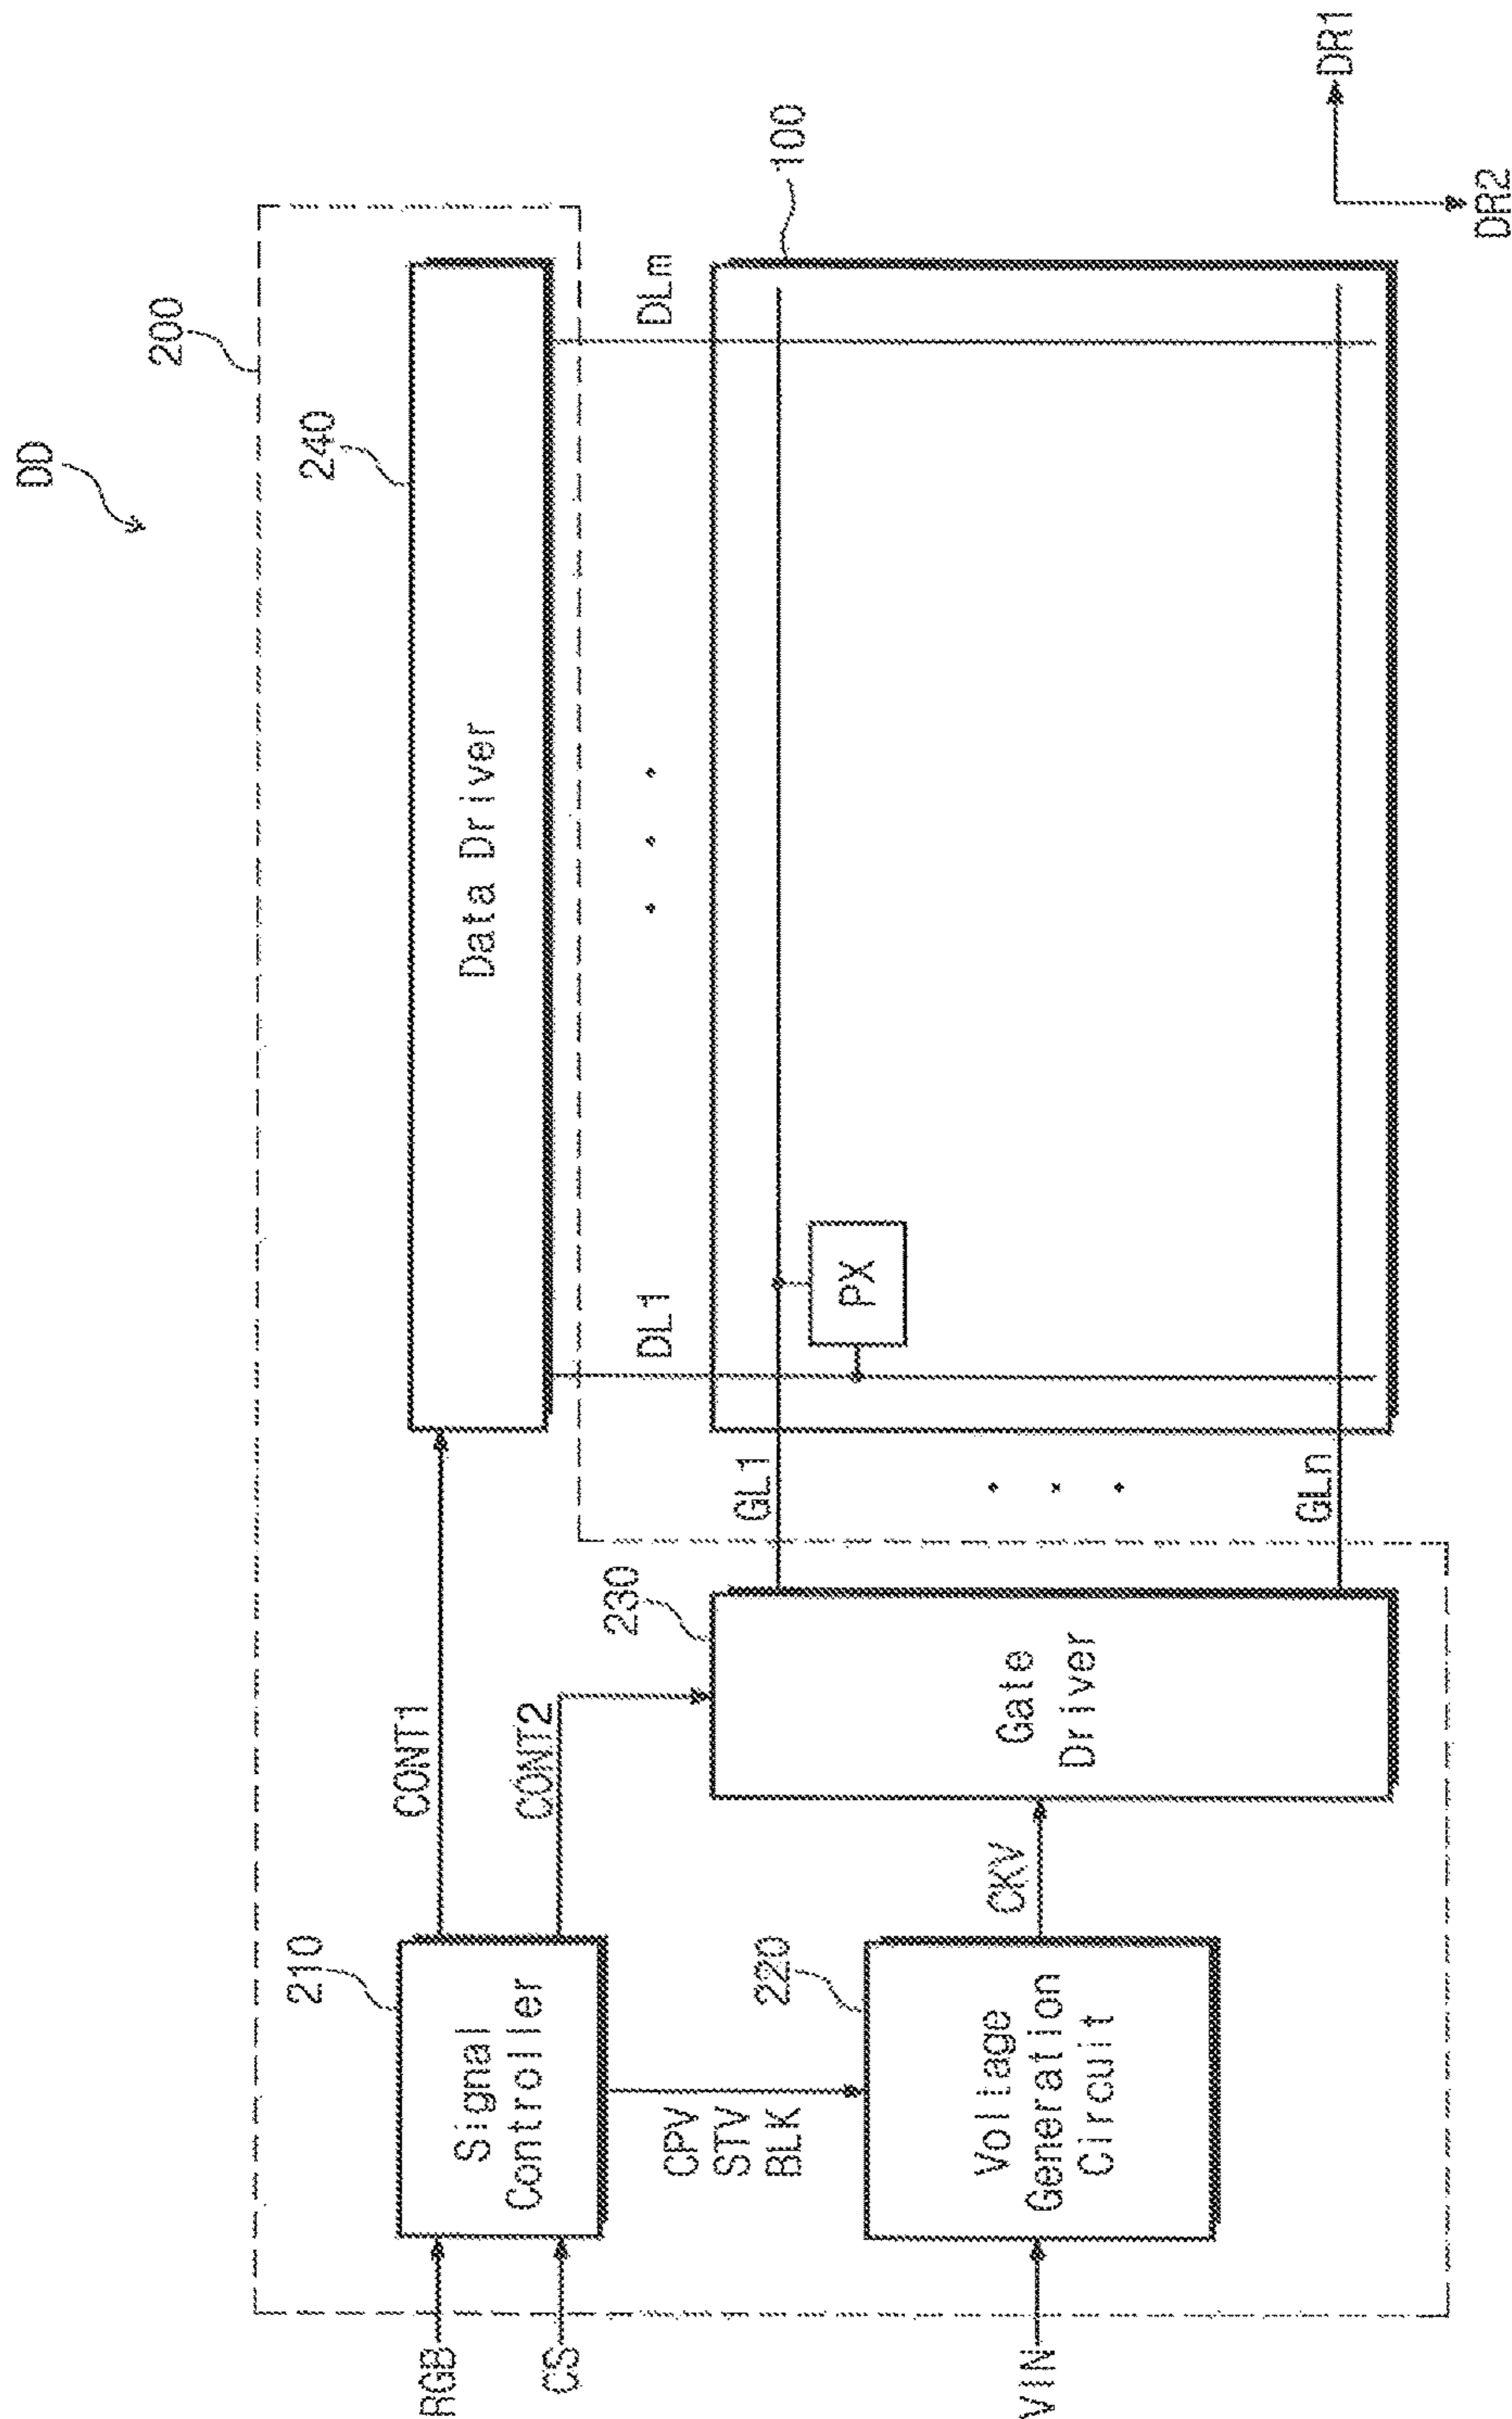 DD
200
240
210
RGB
CS
Signal
Controller
CONT1
CONT2
Data Driver
CPV
STV
BLK
230
DL1
DLm
100
220
VIN
Voltage
Generation
Circuit
CKV
Gate
Driver
GL1
GLn
PX
DR1
DR2